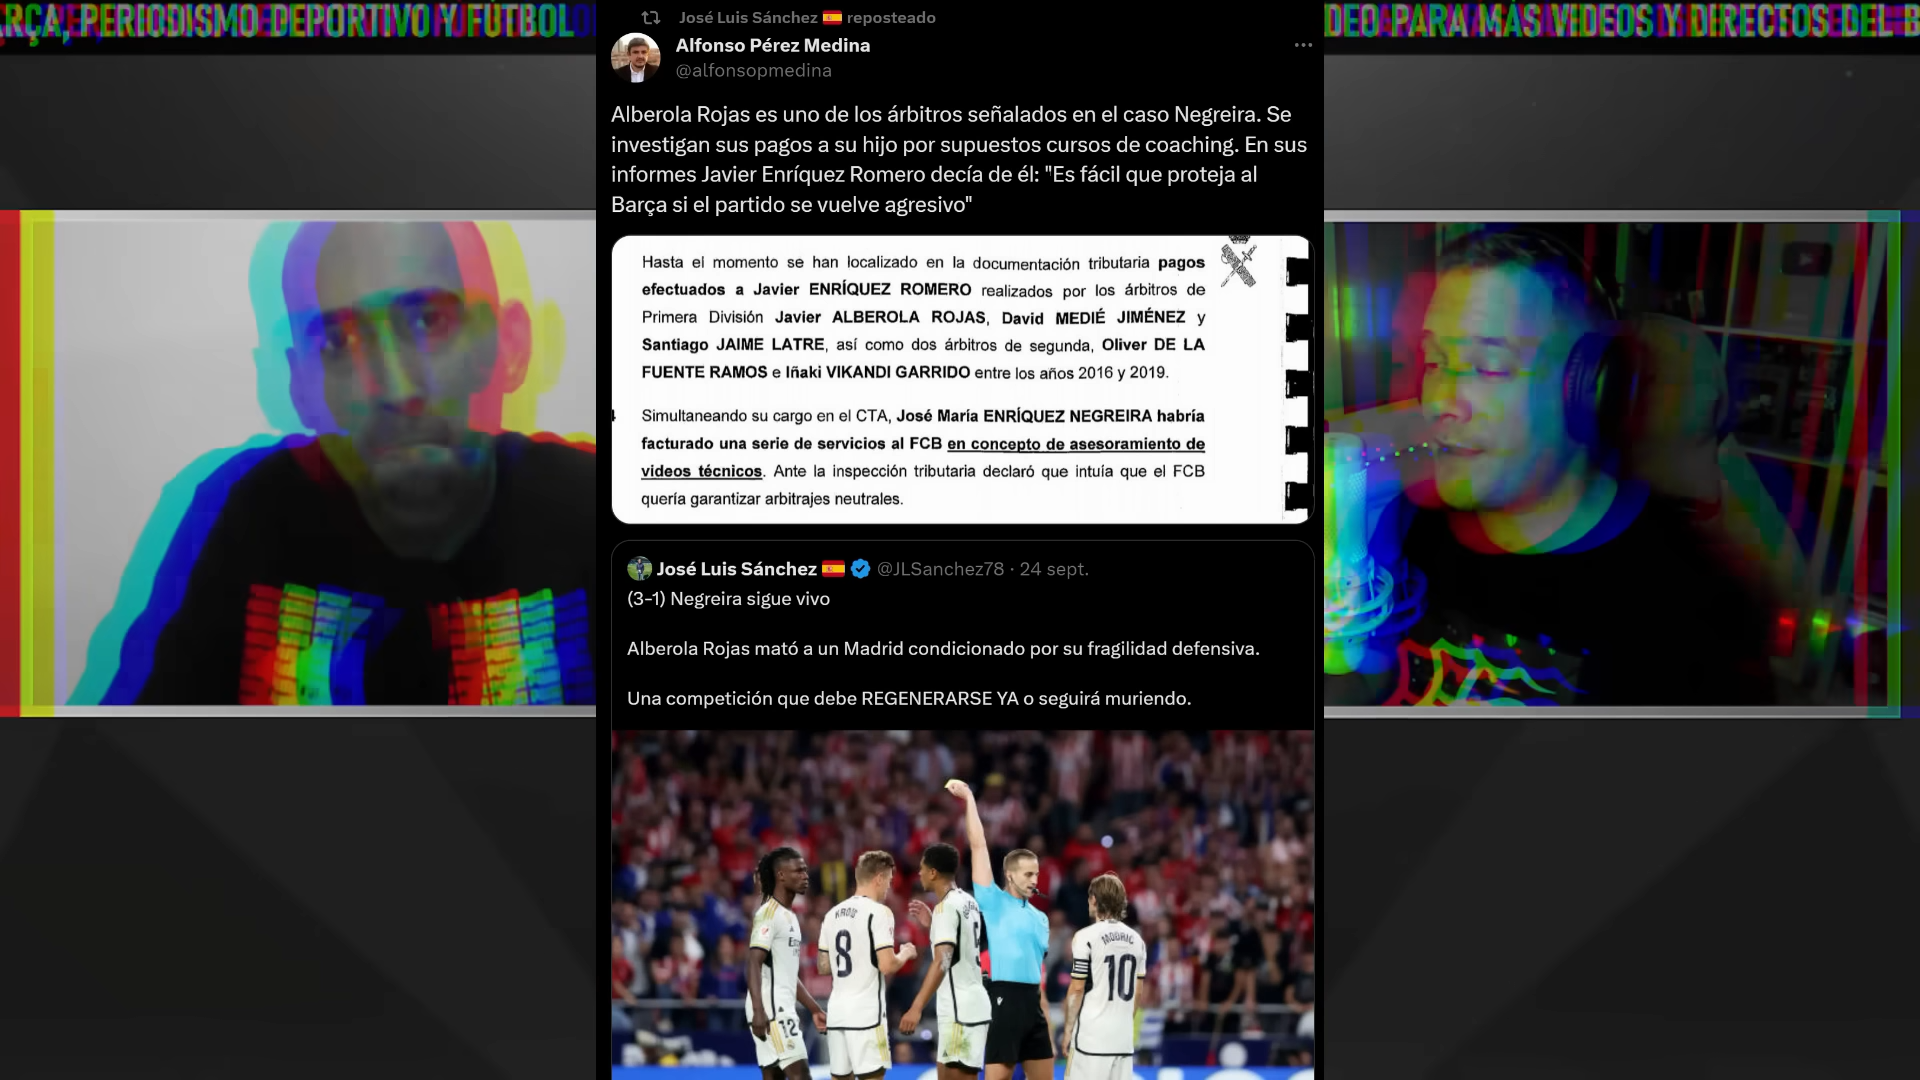 RÇA, PERIODISMO DEPORTIVO Y FÚTBOL
DEO PARA MÁS VIDEOS Y DIRECTOS DEL B
José Luis Sánchez 🇪🇸 reposteado
Alfonso Pérez Medina
@alfonsopmedina
Alberola Rojas es uno de los árbitros señalados en el caso Negreira. Se
investigan sus pagos a su hijo por supuestos cursos de coaching. En sus
informes Javier Enríquez Romero decía de él: "Es fácil que proteja al
Barça si el partido se vuelve agresivo"
Hasta el momento se han localizado en la documentación tributaria pagos
efectuados a Javier ENRÍQUEZ ROMERO realizados por los árbitros de
Primera División Javier ALBEROLA ROJAS, David MEDIÉ JIMÉNEZ y
Santiago JAIME LATRE, así como dos árbitros de segunda, Oliver DE LA
FUENTE RAMOS e Iñaki VIKANDI GARRIDO entre los años 2016 y 2019.
Simultaneando su cargo en el CTA, José María ENRÍQUEZ NEGREIRA habría
facturado una serie de servicios al FCB en concepto de asesoramiento de
videos técnicos. Ante la inspección tributaria declaró que intuía que el FCB
quería garantizar arbitrajes neutrales.
José Luis Sánchez 🇪🇸 @JLSanchez78 · 24 sept.
(3-1) Negreira sigue vivo
Alberola Rojas mató a un Madrid condicionado por su fragilidad defensiva.
Una competición que debe REGENERARSE YA o seguirá muriendo.
KROOS
8
5
MODRIC
10
12